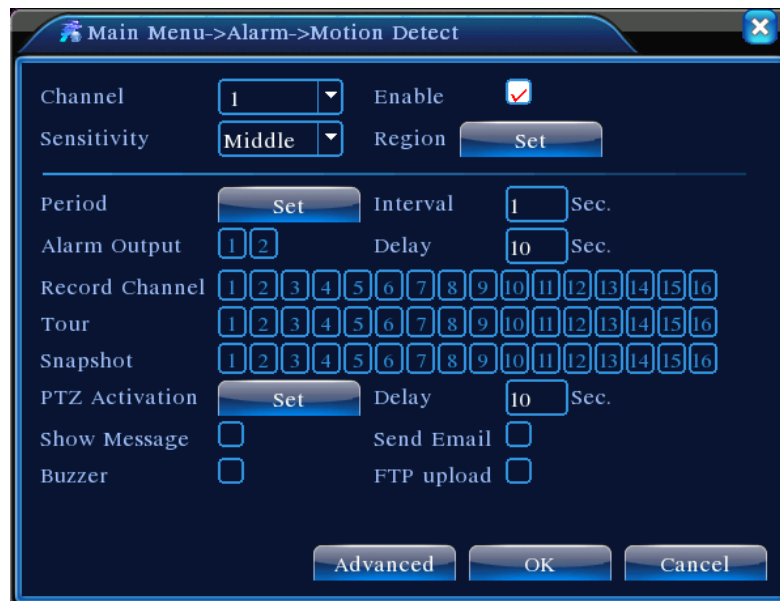 Main Menu->Alarm->Motion Detect
Channel 1 Enable
Sensitivity Middle Region Set
Period Set Interval 1 Sec.
Alarm Output 1 2 Delay 10 Sec.
Record Channel 1 2 3 4 5 6 7 8 9 10 11 12 13 14 15 16
Tour 1 2 3 4 5 6 7 8 9 10 11 12 13 14 15 16
Snapshot 1 2 3 4 5 6 7 8 9 10 11 12 13 14 15 16
PTZ Activation Set Delay 10 Sec.
Show Message Send Email
Buzzer FTP upload
Advanced OK Cancel